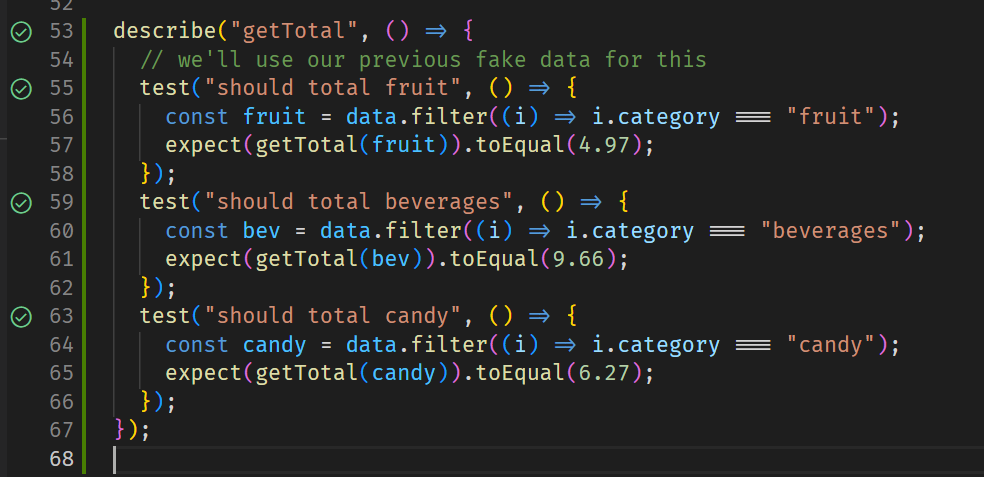 52
53 describe("getTotal", () => {
54 // we'll use our previous fake data for this
55 test("should total fruit", () => {
56 const fruit = data.filter((i) => i.category === "fruit");
57 expect(getTotal(fruit)).toEqual(4.97);
58 });
59 test("should total beverages", () => {
60 const bev = data.filter((i) => i.category === "beverages");
61 expect(getTotal(bev)).toEqual(9.66);
62 });
63 test("should total candy", () => {
64 const candy = data.filter((i) => i.category === "candy");
65 expect(getTotal(candy)).toEqual(6.27);
66 });
67 });
68